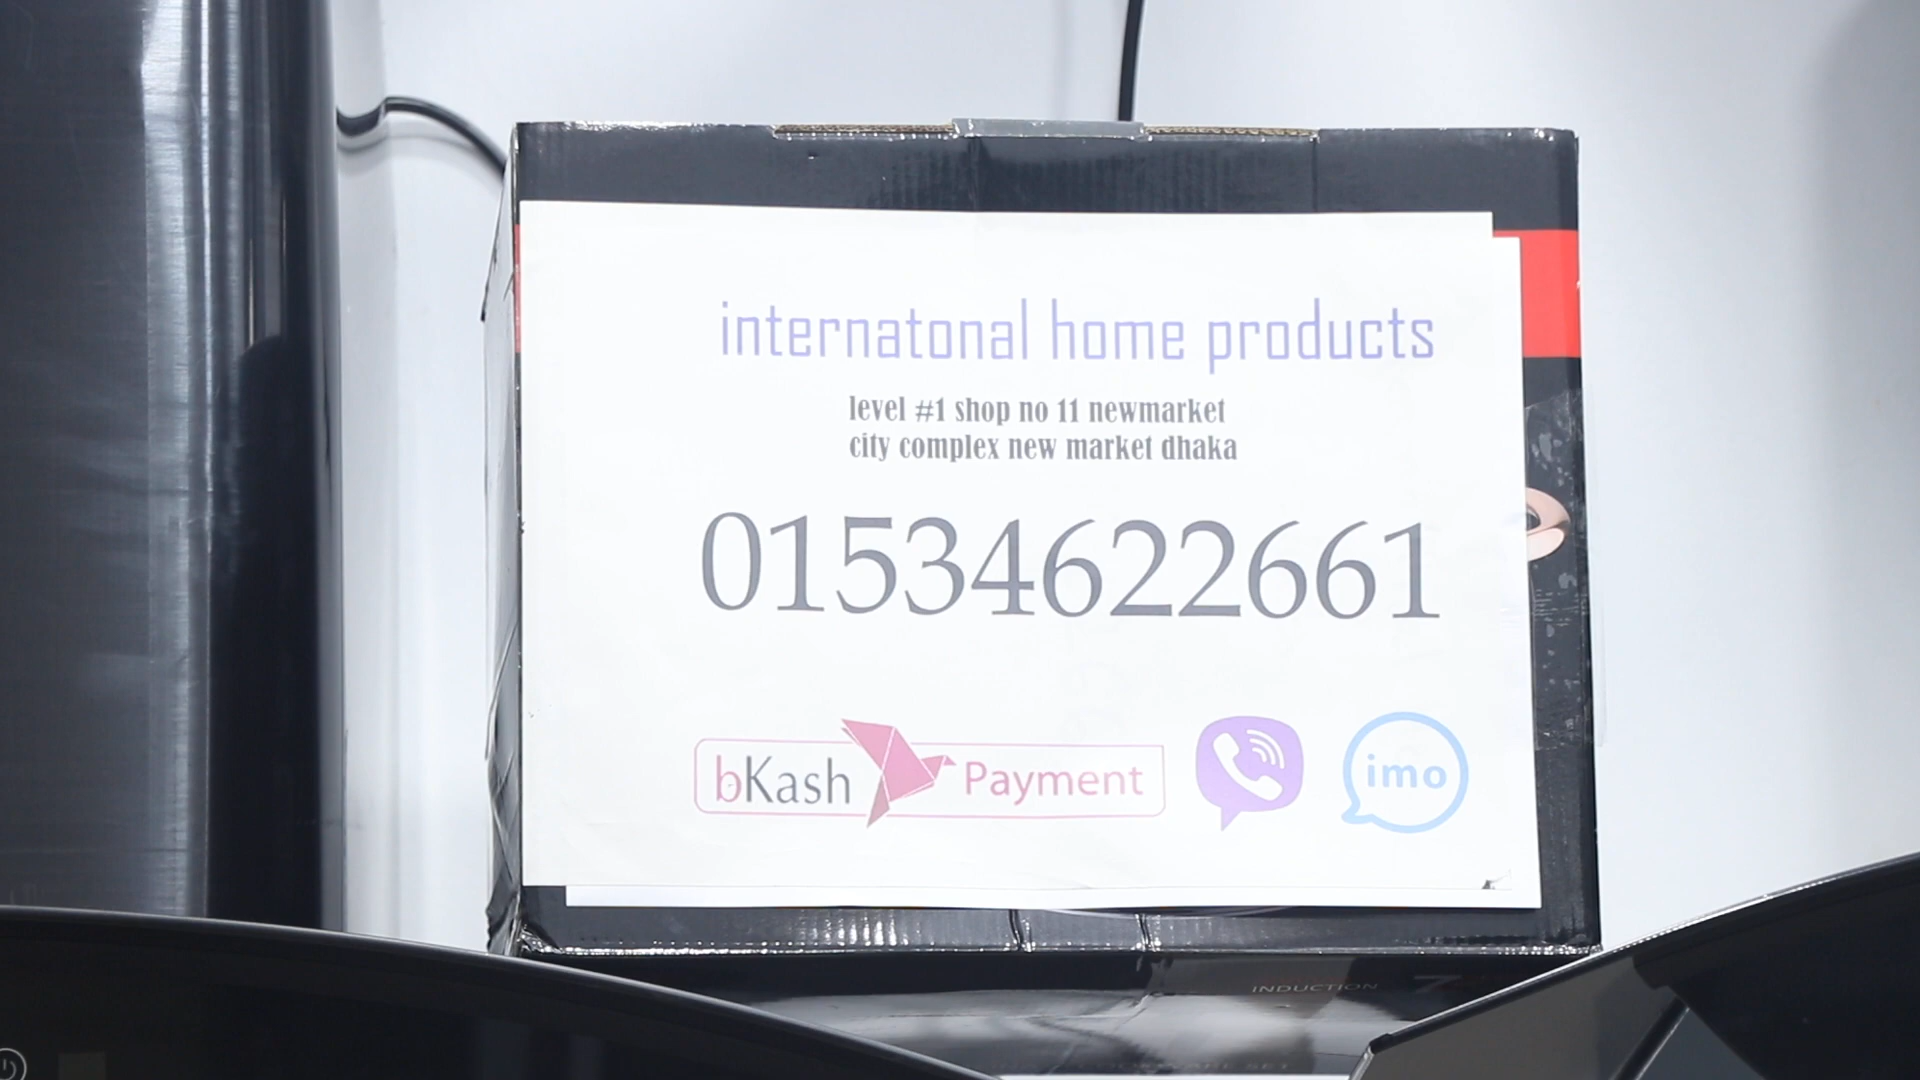 internatonal home products
level #1 shop no 11 newmarket
city complex new market dhaka
01534622661
bKash Payment
imo
INDUCTION 7